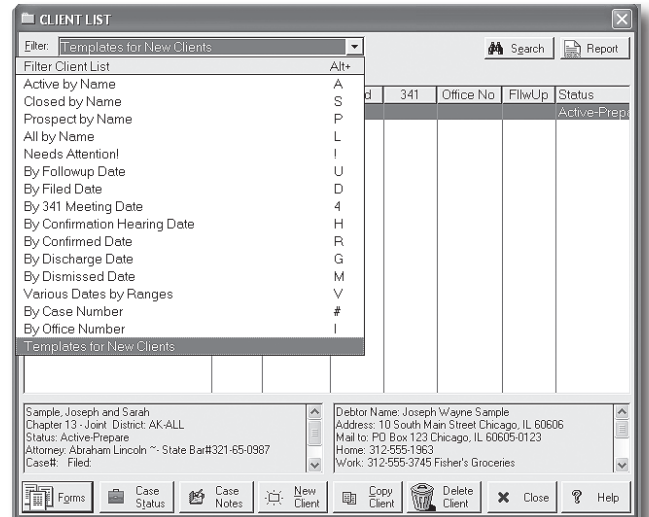 CLIENT LIST
Filter: Templates for New Clients
Search
Report
Filter Client List Alt+
Active by Name A
Closed by Name S
Prospect by Name P
All by Name L
Needs Attention! !
By Followup Date U
By Filed Date D
By 341 Meeting Date 4
By Confirmation Hearing Date H
By Confirmed Date R
By Discharge Date G
By Dismissed Date M
Various Dates by Ranges V
By Case Number #
By Office Number I
Templates for New Clients
d 341 Office No FllwUp Status
Active-Prepa
Sample, Joseph and Sarah
Chapter 13 - Joint District: AK-ALL
Status: Active-Prepare
Attorney: Abraham Lincoln ~- State Bar#321-65-0987
Case#: Filed:
Debtor Name: Joseph Wayne Sample
Address: 10 South Main Street Chicago, IL 60606
Mail to: PO Box 123 Chicago, IL 60605-0123
Home: 312-555-1963
Work: 312-555-3745 Fisher's Groceries
Forms
Case Status
Case Notes
New Client
Copy Client
Delete Client
Close
Help